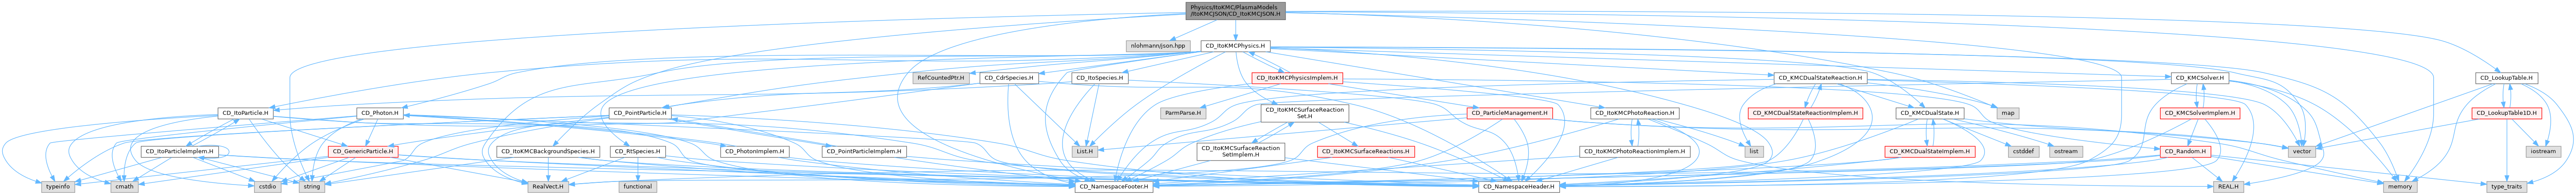 Physics/ItoKMC/PlasmaModels
/ItoKMCJSON/CD_ItoKMCJSON.H
nlohmann/json.hpp
CD_ItoKMCPhysics.H
RefCountedPtr.H
CD_CdrSpecies.H
CD_ItoSpecies.H
CD_ItoKMCPhysicsImplem.H
CD_KMCDualStateReaction.H
CD_KMCSolver.H
CD_LookupTable.H
CD_ItoParticle.H
CD_Photon.H
CD_PointParticle.H
CD_ItoKMCSurfaceReaction
Set.H
ParmParse.H
CD_ParticleManagement.H
CD_ItoKMCPhotoReaction.H
CD_KMCDualStateReactionImplem.H
CD_KMCDualState.H
map
CD_KMCSolverImplem.H
CD_LookupTable1D.H
CD_ItoParticleImplem.H
CD_GenericParticle.H
CD_ItoKMCBackgroundSpecies.H
CD_RtSpecies.H
CD_PhotonImplem.H
CD_PointParticleImplem.H
List.H
CD_ItoKMCSurfaceReaction
SetImplem.H
CD_ItoKMCSurfaceReactions.H
CD_ItoKMCPhotoReactionImplem.H
list
CD_KMCDualStateImplem.H
cstddef
ostream
CD_Random.H
vector
iostream
typeinfo
cmath
cstdio
string
RealVect.H
functional
CD_NamespaceFooter.H
CD_NamespaceHeader.H
REAL.H
memory
type_traits